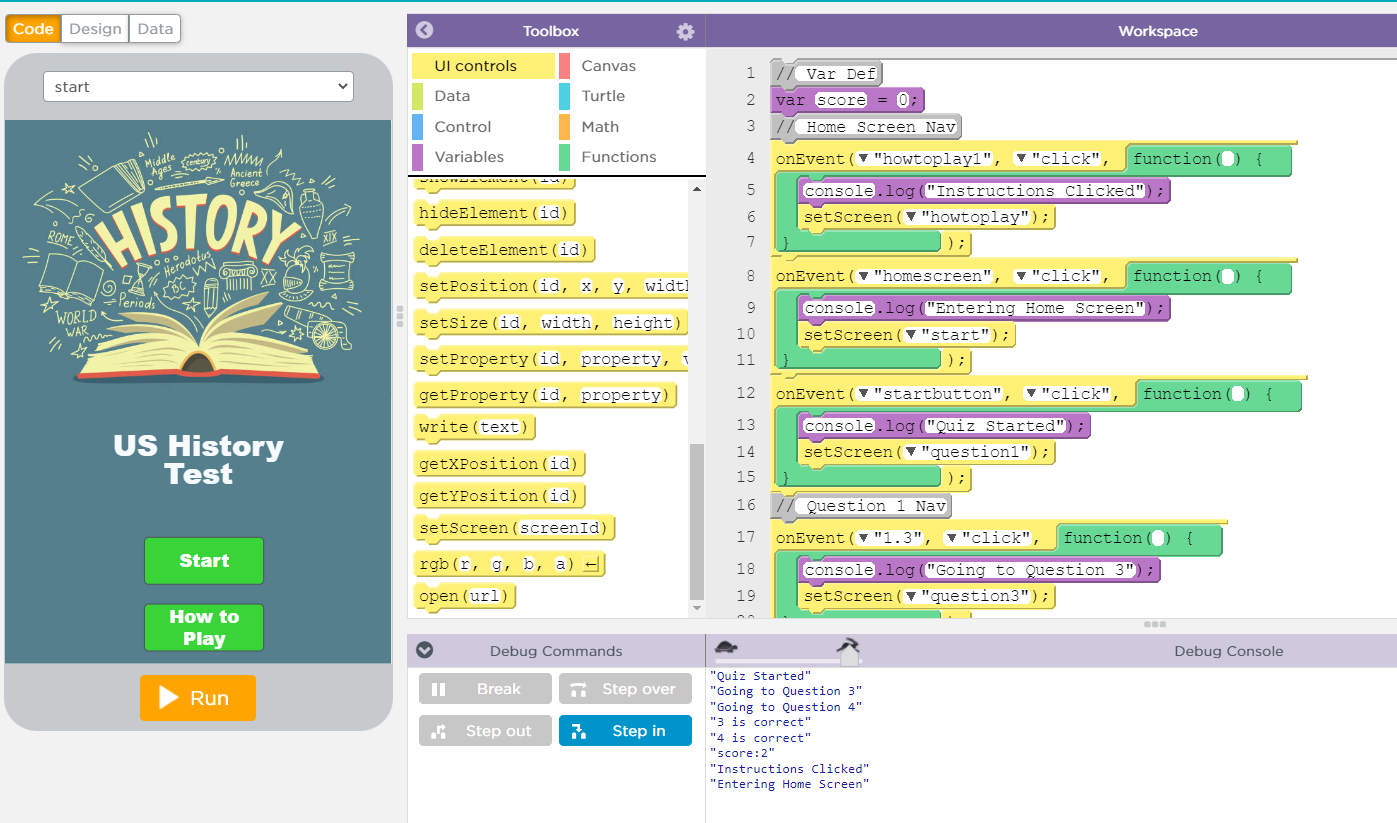 Code Design Data
start
Middle
Ages
century
Ancient
Greece
HISTORY
ROME
XIX
Herodotus
BC
Periods
WORLD
WAR
US History
Test
Start
How to
Play
Run
Toolbox
UI controls Canvas
Data Turtle
Control Math
Variables Functions
hideElement(id)
deleteElement(id)
setPosition(id, x, y,
setSize(id, width, height)
setProperty(id, property,
getProperty(id, property)
write(text)
getXPosition(id)
getYPosition(id)
setScreen(screenId)
rgb(r, g, b, a)
open(url)
Workspace
1 // Var Def
2 var score = 0;
3 // Home Screen Nav
4 onEvent(▼"howtoplay1", ▼"click", function() {
5 console.log("Instructions Clicked");
6 setScreen(▼"howtoplay");
7 } );
8 onEvent(▼"homescreen", ▼"click", function() {
9 console.log("Entering Home Screen");
10 setScreen(▼"start");
11 } );
12 onEvent(▼"startbutton", ▼"click", function() {
13 console.log("Quiz Started");
14 setScreen(▼"question1");
15 } );
16 // Question 1 Nav
17 onEvent(▼"1.3", ▼"click", function() {
18 console.log("Going to Question 3");
19 setScreen(▼"question3");
Debug Commands
Break Step over
Step out Step in
Debug Console
"Quiz Started"
"Going to Question 3"
"Going to Question 4"
"3 is correct"
"4 is correct"
"score:2"
"Instructions Clicked"
"Entering Home Screen"